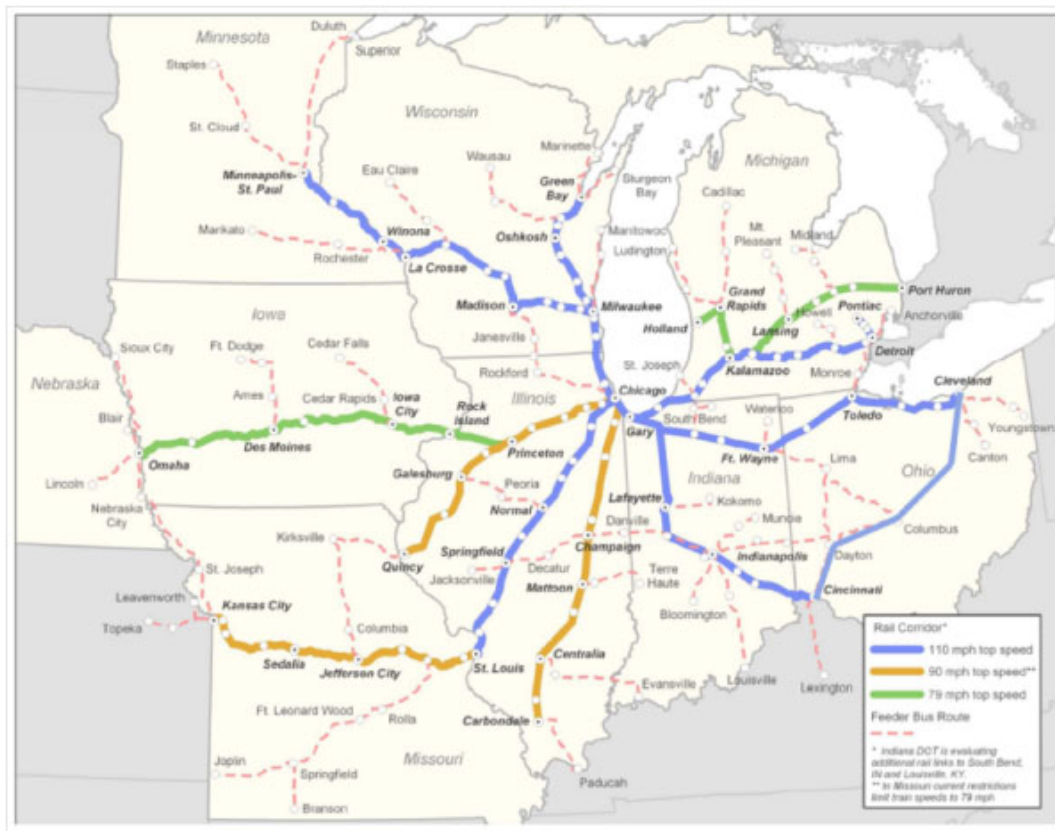 Duluth
Minnesota
Superior
Staples
Wisconsin
St. Cloud
Marinette
Wausau
Michigan
Minneapolis-
St. Paul
Eau Claire
Green
Bay
Sturgeon
Bay
Cadillac
Mankato
Winona
Oshkosh
Manitowoc
Mt.
Pleasant
Midland
Rochester
Ludington
La Crosse
Grand
Rapids
Port Huron
Madison
Milwaukee
Pontiac
Holland
Lansing
Howell
Anchorville
Iowa
Janesville
Detroit
Sioux City
Ft. Dodge
Cedar Falls
St. Joseph
Kalamazoo
Monroe
Rockford
Nebraska
Chicago
Cleveland
Ames
Cedar Rapids
Iowa
City
Rock
Island
Illinois
South Bend
Waterloo
Toledo
Blair
Gary
Youngstown
Des Moines
Princeton
Ft. Wayne
Canton
Omaha
Galesburg
Lima
Ohio
Lincoln
Peoria
Indiana
Nebraska
City
Normal
Lafayette
Kokomo
Muncie
Columbus
Kirksville
Danville
Springfield
Champaign
Indianapolis
Quincy
Decatur
Dayton
St. Joseph
Jacksonville
Mattoon
Terre
Haute
Leavenworth
Cincinnati
Kansas City
Bloomington
Topeka
Columbia
Sedalia
Jefferson City
St. Louis
Centralia
Louisville
Lexington
Evansville
Ft. Leonard Wood
Rolla
Carbondale
Missouri
Joplin
Springfield
Paducah
Branson
Rail Corridor*
110 mph top speed
90 mph top speed**
79 mph top speed
Feeder Bus Route
* Indiana DOT is evaluating
additional rail links to South Bend,
IN and Louisville, KY.
** In Missouri current restrictions
limit train speeds to 79 mph